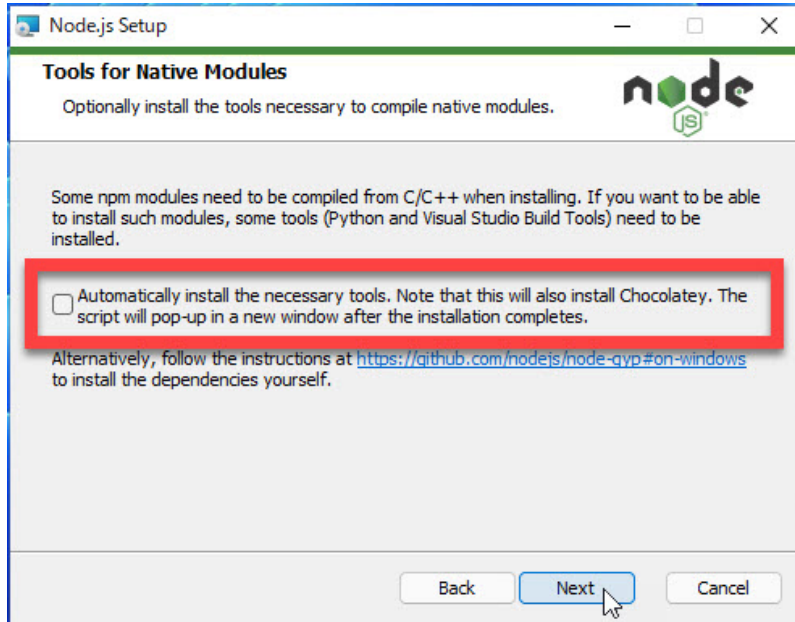 Node.js Setup
Tools for Native Modules
Optionally install the tools necessary to compile native modules.
node
JS
Some npm modules need to be compiled from C/C++ when installing. If you want to be able
to install such modules, some tools (Python and Visual Studio Build Tools) need to be
installed.
Automatically install the necessary tools. Note that this will also install Chocolatey. The
script will pop-up in a new window after the installation completes.
Alternatively, follow the instructions at https://github.com/nodejs/node-gyp#on-windows
to install the dependencies yourself.
Back
Next
Cancel